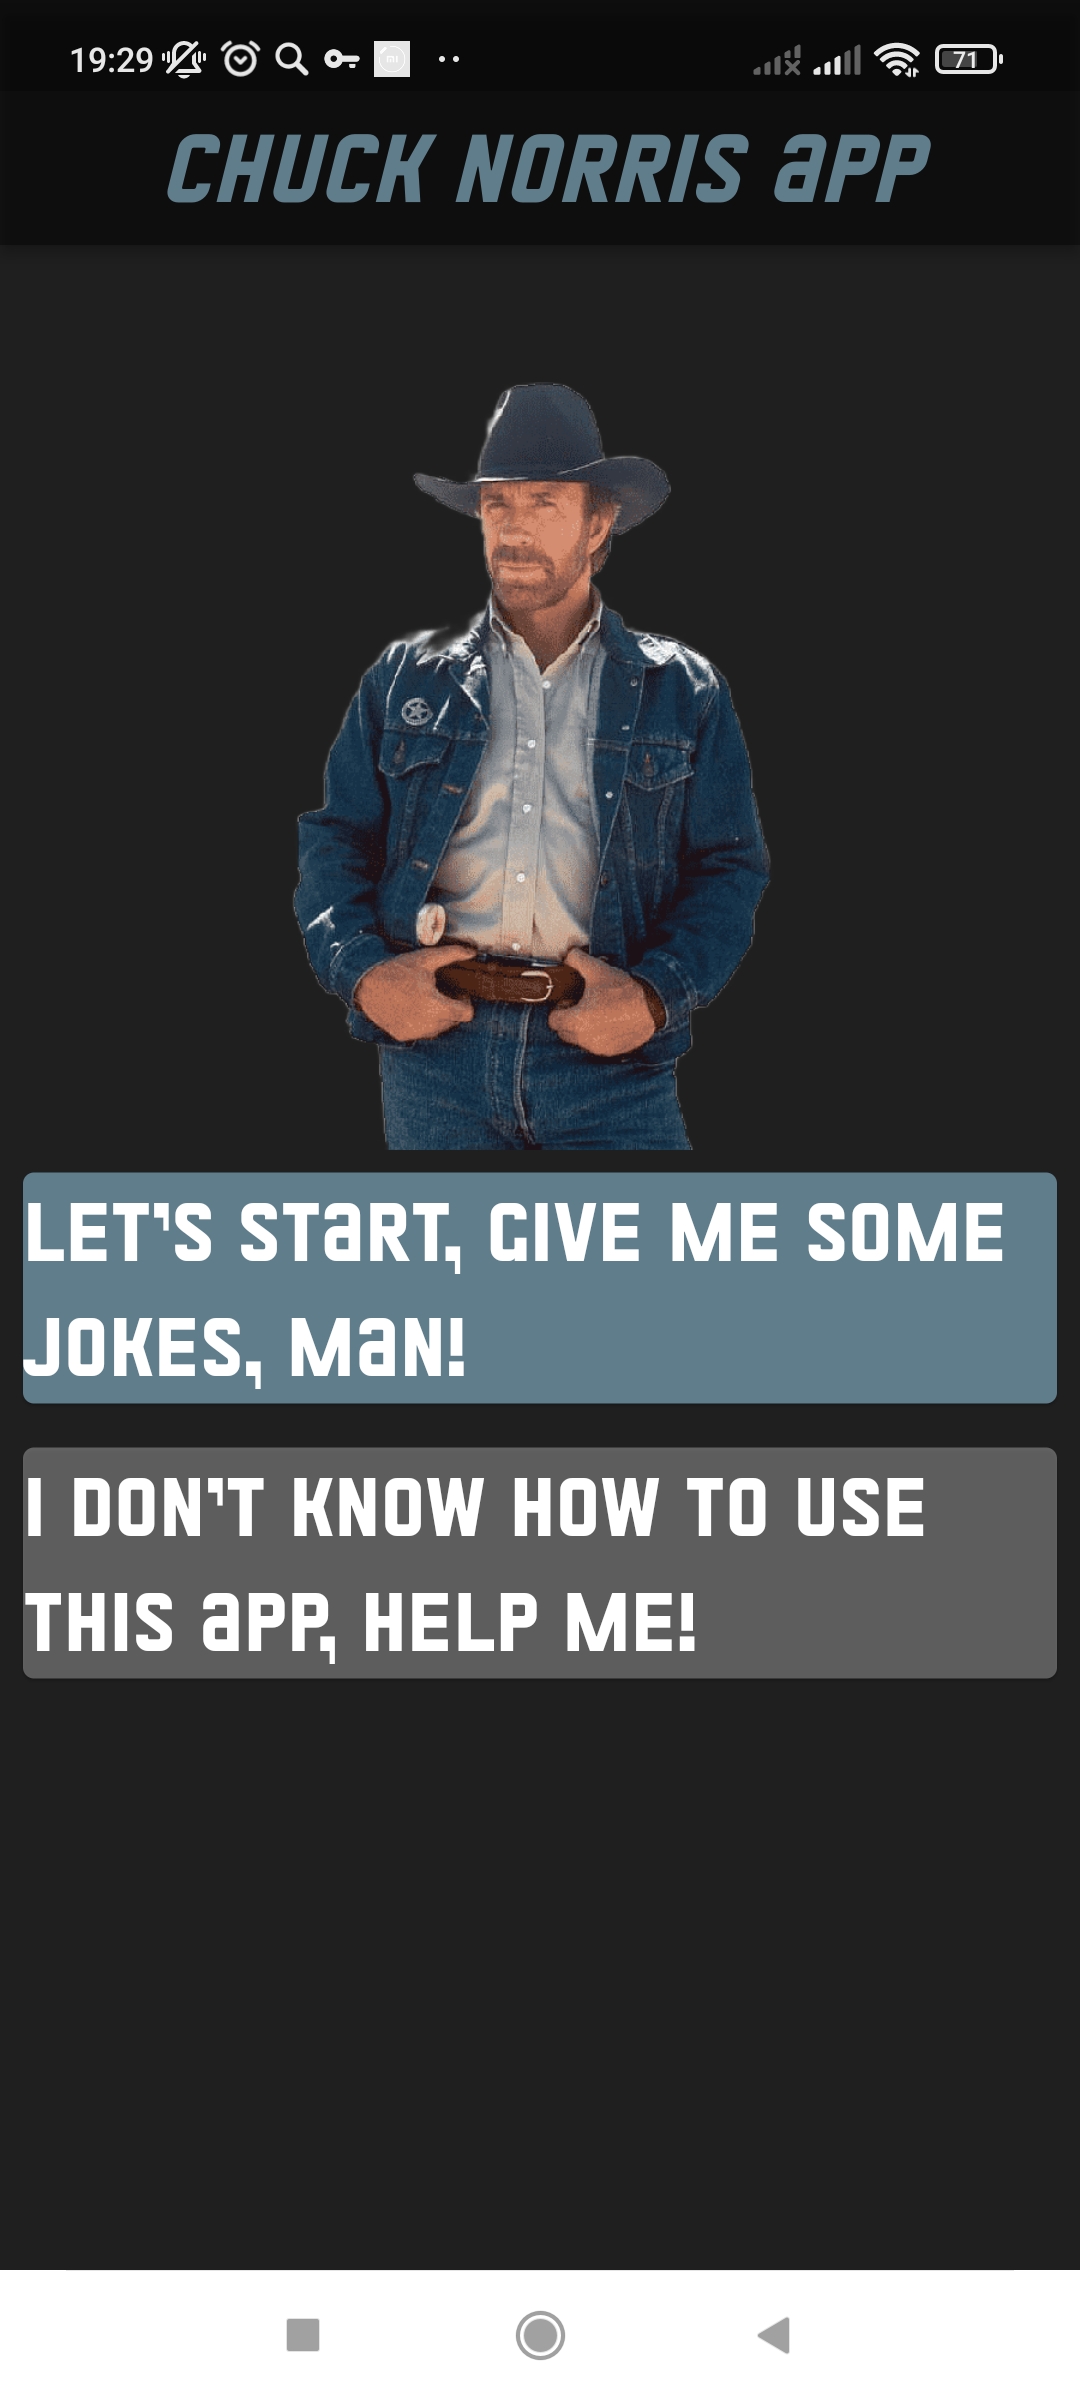 19:29
71
CHUCK NORRIS aPP
LET'S STaRT, GIVE ME SOME
JOKES, MaN!
I DON'T KNOW HOW TO USE
THIS aPP, HELP ME!